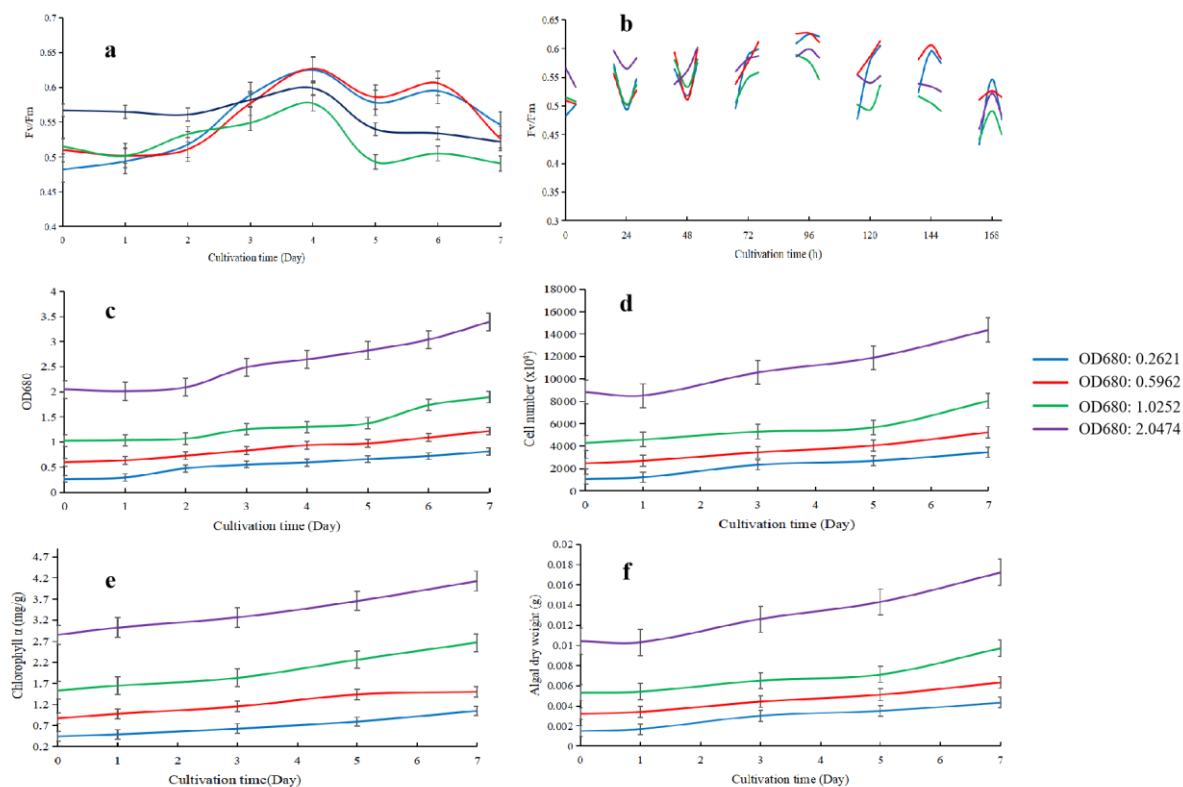 a
0.7
0.65
0.6
0.55
0.5
0.45
0.4
Fv/Fm
0 1 2 3 4 5 6 7
Cultivation time (Day)
b
0.65
0.6
0.55
0.5
0.45
0.4
0.35
0.3
Fv/Fm
0 24 48 72 96 120 144 168
Cultivation time (h)
c
4
3.5
3
2.5
2
1.5
1
0.5
0
OD680
0 1 2 3 4 5 6 7
Cultivation time (Day)
d
18000
16000
14000
12000
10000
8000
6000
4000
2000
0
Cell number (x10⁴)
0 1 2 3 4 5 6 7
Cultivation time (Day)
OD680: 0.2621
OD680: 0.5962
OD680: 1.0252
OD680: 2.0474
e
4.7
4.2
3.7
3.2
2.7
2.2
1.7
1.2
0.7
0.2
Chlorophyll α (mg/g)
0 1 2 3 4 5 6 7
Cultivation time(Day)
f
0.02
0.018
0.016
0.014
0.012
0.01
0.008
0.006
0.004
0.002
0
Algal dry weight (g)
0 1 2 3 4 5 6 7
Cultivation time (Day)